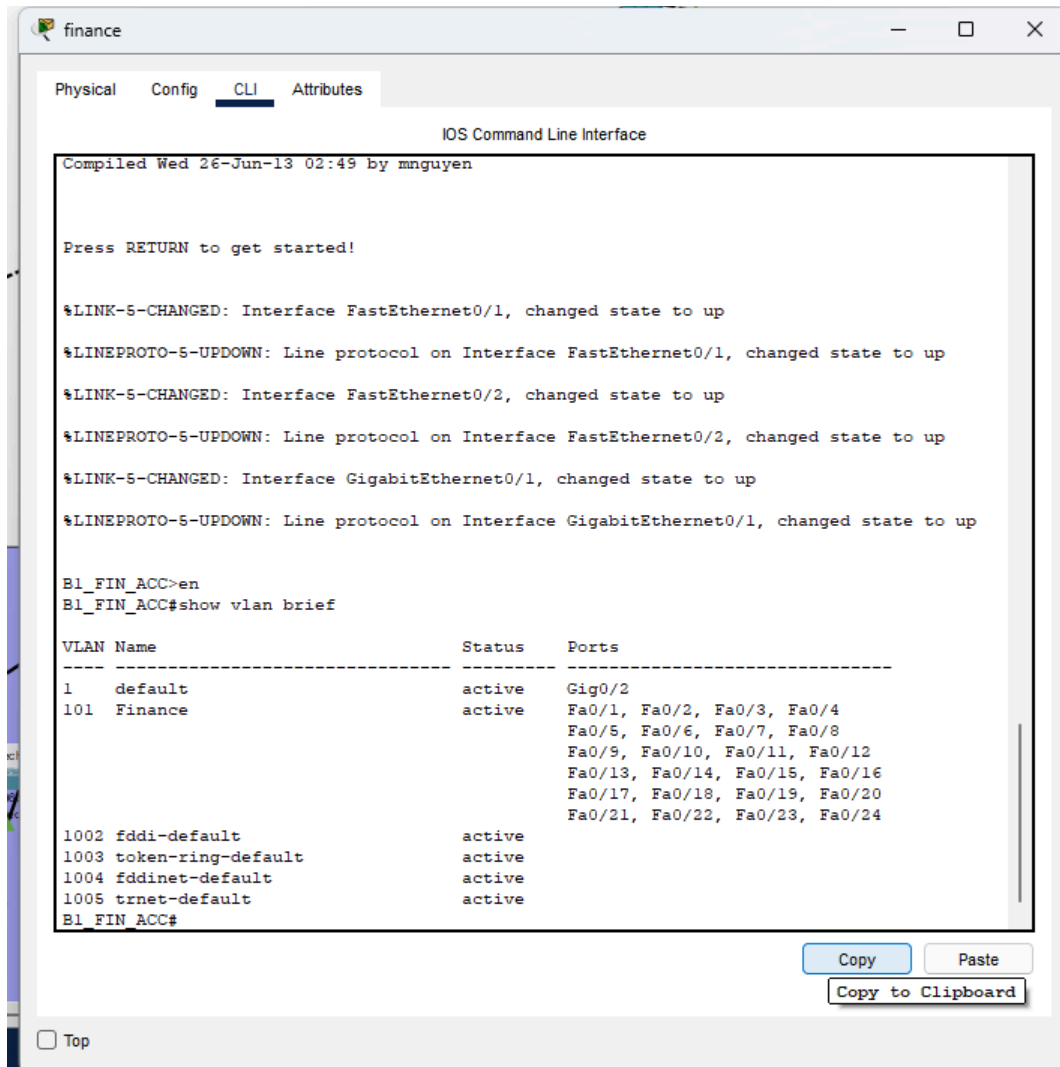 finance
Physical Config CLI Attributes
IOS Command Line Interface
Compiled Wed 26-Jun-13 02:49 by mnguyen
Press RETURN to get started!
%LINK-5-CHANGED: Interface FastEthernet0/1, changed state to up
%LINEPROTO-5-UPDOWN: Line protocol on Interface FastEthernet0/1, changed state to up
%LINK-5-CHANGED: Interface FastEthernet0/2, changed state to up
%LINEPROTO-5-UPDOWN: Line protocol on Interface FastEthernet0/2, changed state to up
%LINK-5-CHANGED: Interface GigabitEthernet0/1, changed state to up
%LINEPROTO-5-UPDOWN: Line protocol on Interface GigabitEthernet0/1, changed state to up
B1_FIN_ACC>en
B1_FIN_ACC#show vlan brief
VLAN Name                             Status    Ports
---- -------------------------------- --------- -------------------------------
1    default                          active    Gig0/2
101  Finance                          active    Fa0/1, Fa0/2, Fa0/3, Fa0/4
                                                Fa0/5, Fa0/6, Fa0/7, Fa0/8
                                                Fa0/9, Fa0/10, Fa0/11, Fa0/12
                                                Fa0/13, Fa0/14, Fa0/15, Fa0/16
                                                Fa0/17, Fa0/18, Fa0/19, Fa0/20
                                                Fa0/21, Fa0/22, Fa0/23, Fa0/24
1002 fddi-default                     active
1003 token-ring-default               active
1004 fddinet-default                  active
1005 trnet-default                    active
B1_FIN_ACC#
Copy Paste
Copy to Clipboard
Top